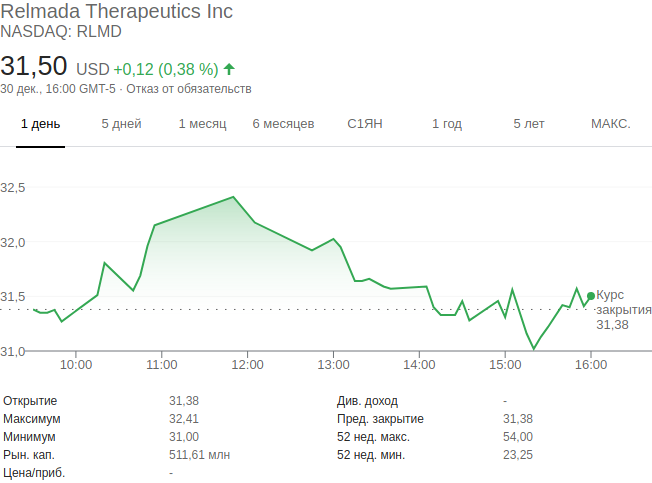 Relmada Therapeutics Inc
NASDAQ: RLMD
31,50 USD +0,12 (0,38 %)
30 дек., 16:00 GMT-5 · Отказ от обязательств
1 день 5 дней 1 месяц 6 месяцев С1ЯН 1 год 5 лет МАКС.
32,5
32,0
31,5
31,0
Курс
закрытия
31,38
10:00 11:00 12:00 13:00 14:00 15:00 16:00
Открытие 31,38 Див. доход -
Максимум 32,41 Пред. закрытие 31,38
Минимум 31,00 52 нед. макс. 54,00
Рын. кап. 511,61 млн 52 нед. мин. 23,25
Цена/приб. -